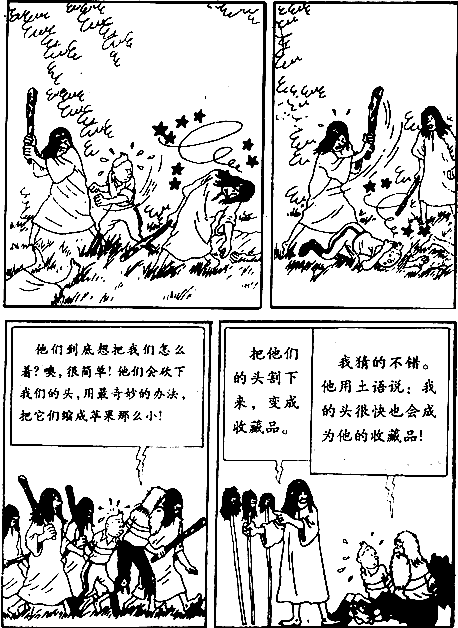 他们到底想把我们怎么
着?噢,很简单!他们会砍下
我们的头,用最奇妙的办法,
把它们缩成苹果那么小!
把他们
的头割下
来,变成
收藏品。
我猜的不错。
他用土语说:我
的头很快也会成
为他的收藏品!